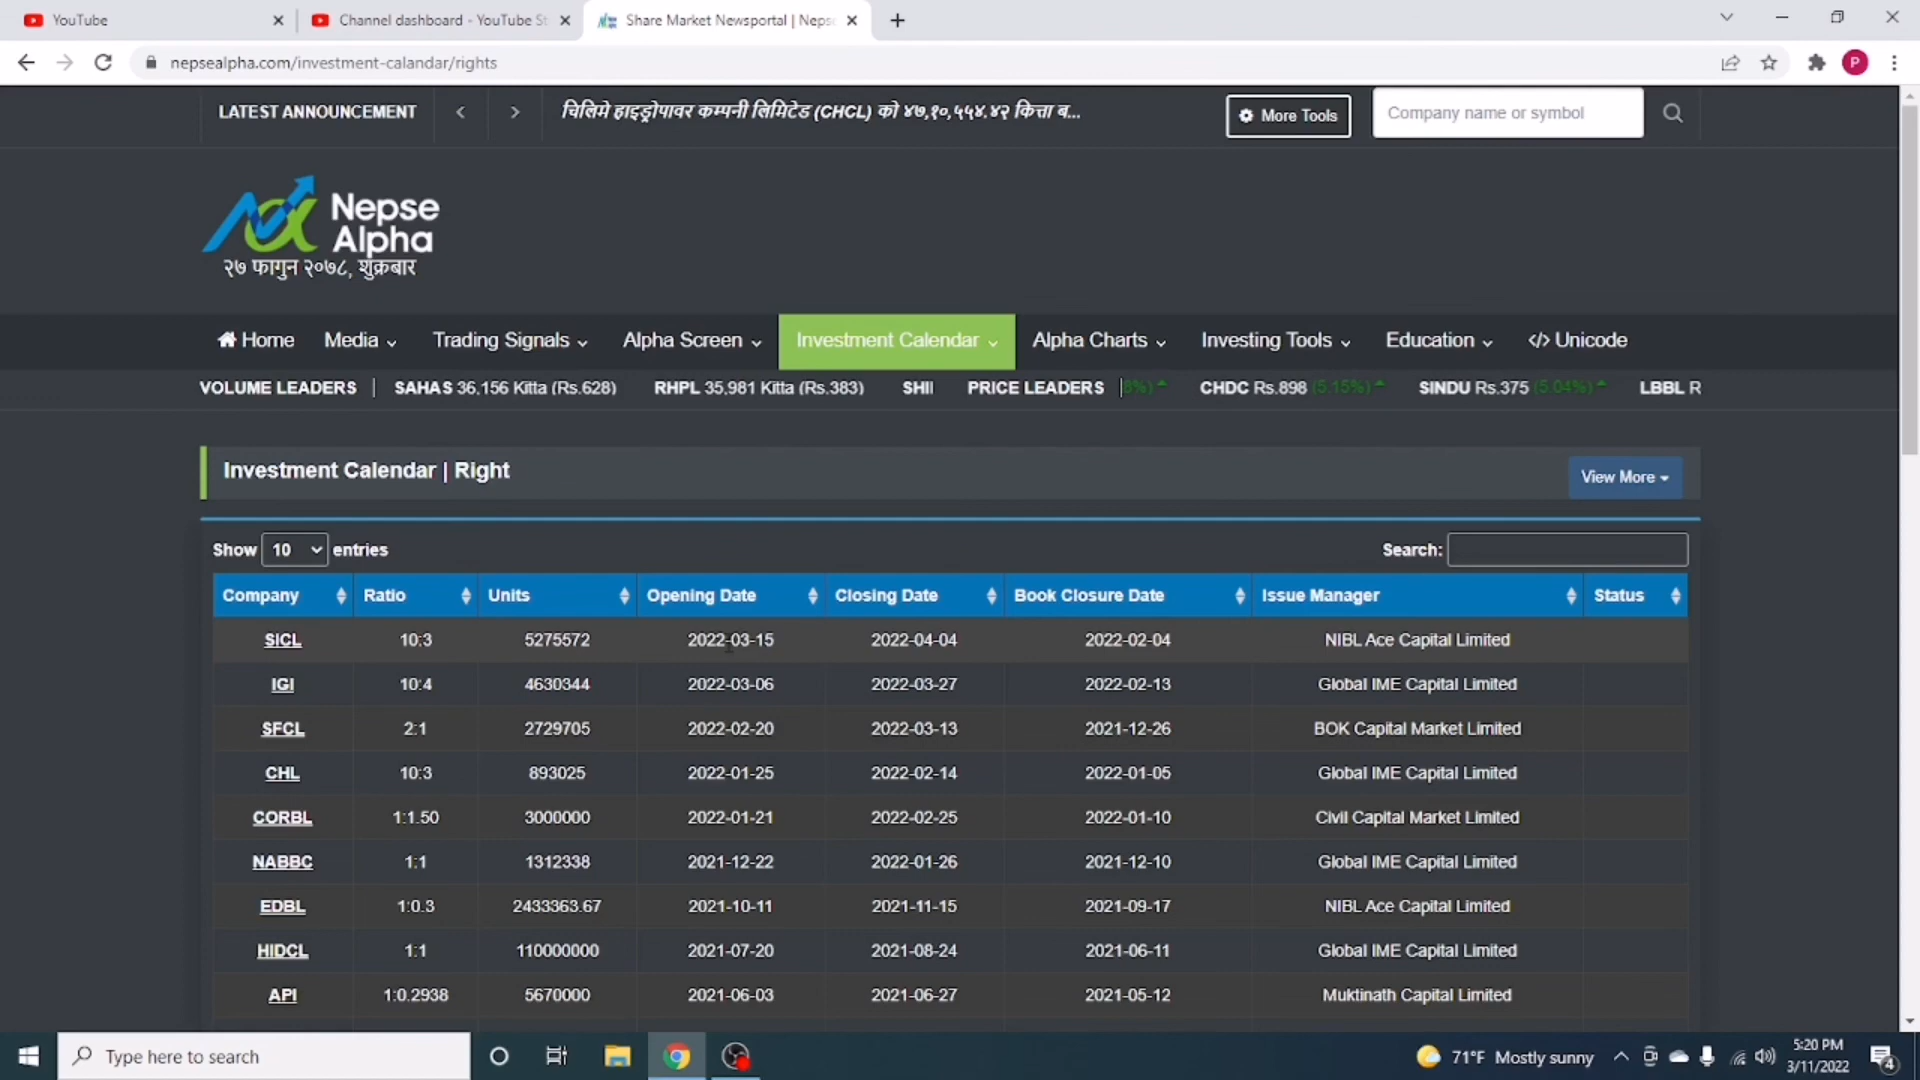 YouTube
Channel dashboard - YouTube St
Share Market Newsportal | Neps
nepsealpha.com/investment-calandar/rights
P
LATEST ANNOUNCEMENT
चिलिमे हाइड्रोपावर कम्पनी लिमिटेड (CHCL) को ४७,१०,५५४.४२ कित्ता ब...
More Tools
Company name or symbol
Nepse
Alpha
२७ फागुन २०७८, शुक्रबार
Home Media Trading Signals Alpha Screen Investment Calendar Alpha Charts Investing Tools Education </> Unicode
VOLUME LEADERS | SAHAS 36,156 Kitta (Rs.628) RHPL 35,981 Kitta (Rs.383) SHII PRICE LEADERS | 8%) CHDC Rs.898 (5.15%) SINDU Rs.375 (5.04%) LBBL R
Investment Calendar | Right
View More
Show 10 entries
Search:
Company Ratio Units Opening Date Closing Date Book Closure Date Issue Manager Status
SICL 10:3 5275572 2022-03-15 2022-04-04 2022-02-04 NIBL Ace Capital Limited
IGI 10:4 4630344 2022-03-06 2022-03-27 2022-02-13 Global IME Capital Limited
SFCL 2:1 2729705 2022-02-20 2022-03-13 2021-12-26 BOK Capital Market Limited
CHL 10:3 893025 2022-01-25 2022-02-14 2022-01-05 Global IME Capital Limited
CORBL 1:1.50 3000000 2022-01-21 2022-02-25 2022-01-10 Civil Capital Market Limited
NABBC 1:1 1312338 2021-12-22 2022-01-26 2021-12-10 Global IME Capital Limited
EDBL 1:0.3 2433363.67 2021-10-11 2021-11-15 2021-09-17 NIBL Ace Capital Limited
HIDCL 1:1 110000000 2021-07-20 2021-08-24 2021-06-11 Global IME Capital Limited
API 1:0.2938 5670000 2021-06-03 2021-06-27 2021-05-12 Muktinath Capital Limited
Type here to search
71°F Mostly sunny
5:20 PM
3/11/2022
4